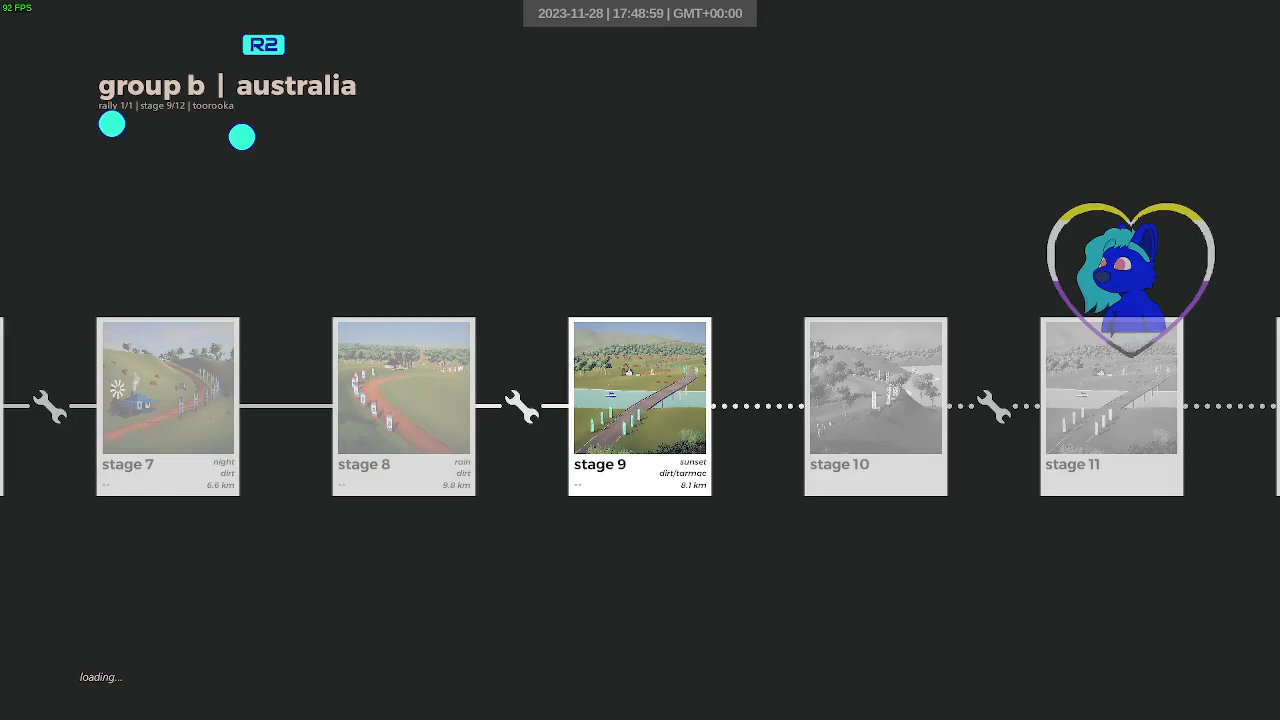 92 FPS
2023-11-28 | 17:48:59 | GMT+00:00
R2
group b | australia
rally 1/1 | stage 9/12 | toorooka
stage 7
night
dirt
-- 6.6 km
stage 8
rain
dirt
-- 9.8 km
stage 9
sunset
dirt/tarmac
-- 8.1 km
stage 10
stage 11
loading...